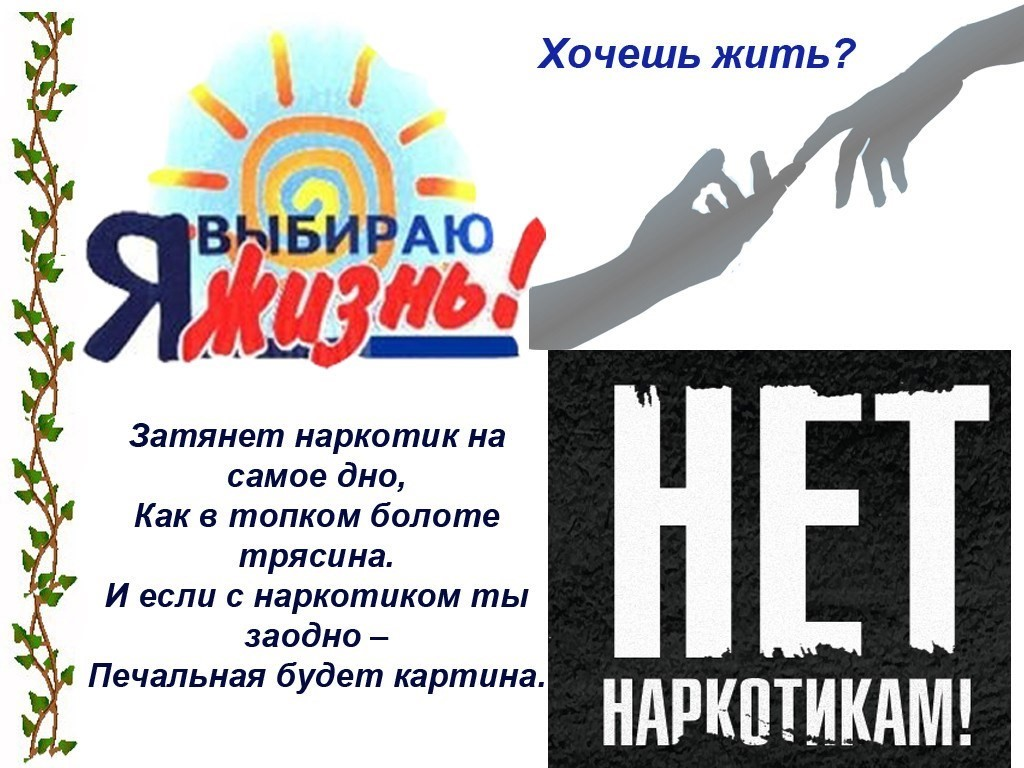 Хочешь жить?
Я ВЫБИРАЮ
жизнь!
Затянет наркотик на
самое дно,
Как в топком болоте
трясина.
И если с наркотиком ты
заодно –
Печальная будет картина.
НЕТ
НАРКОТИКАМ!